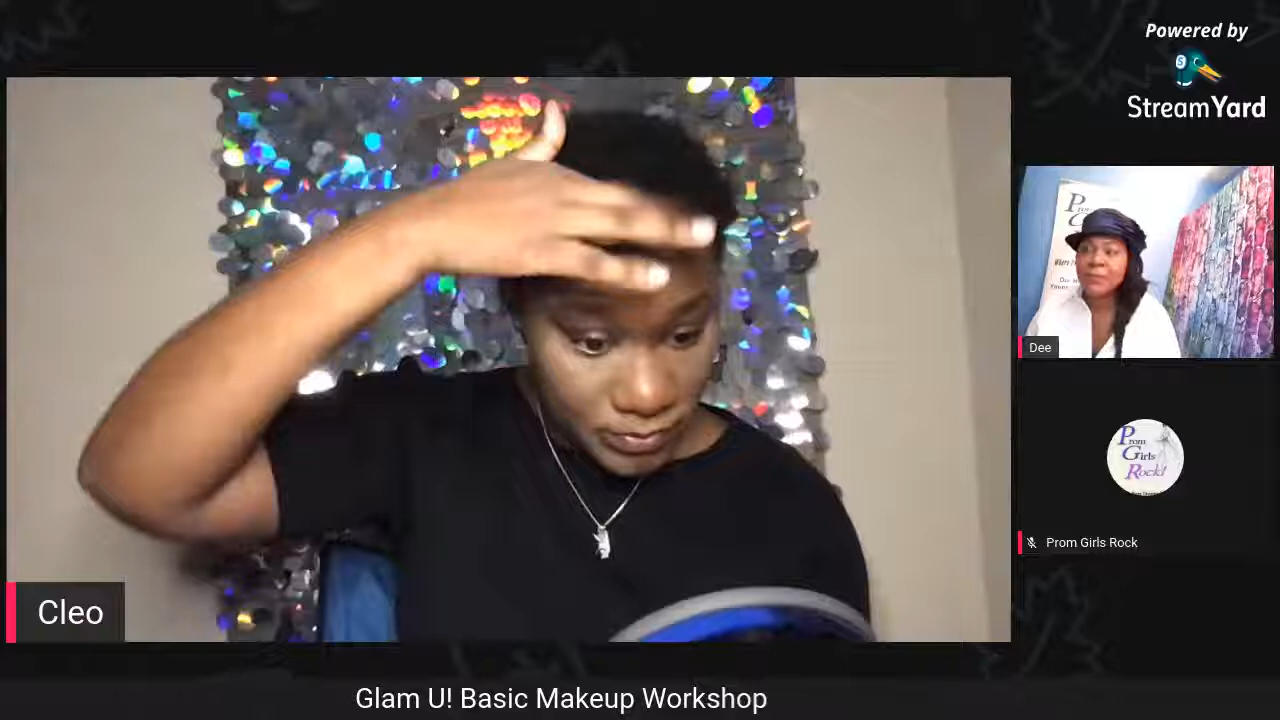 Powered by
StreamYard
Dee
Prom
Girls
Rock!
Prom Girls Rock
Cleo
Glam U! Basic Makeup Workshop